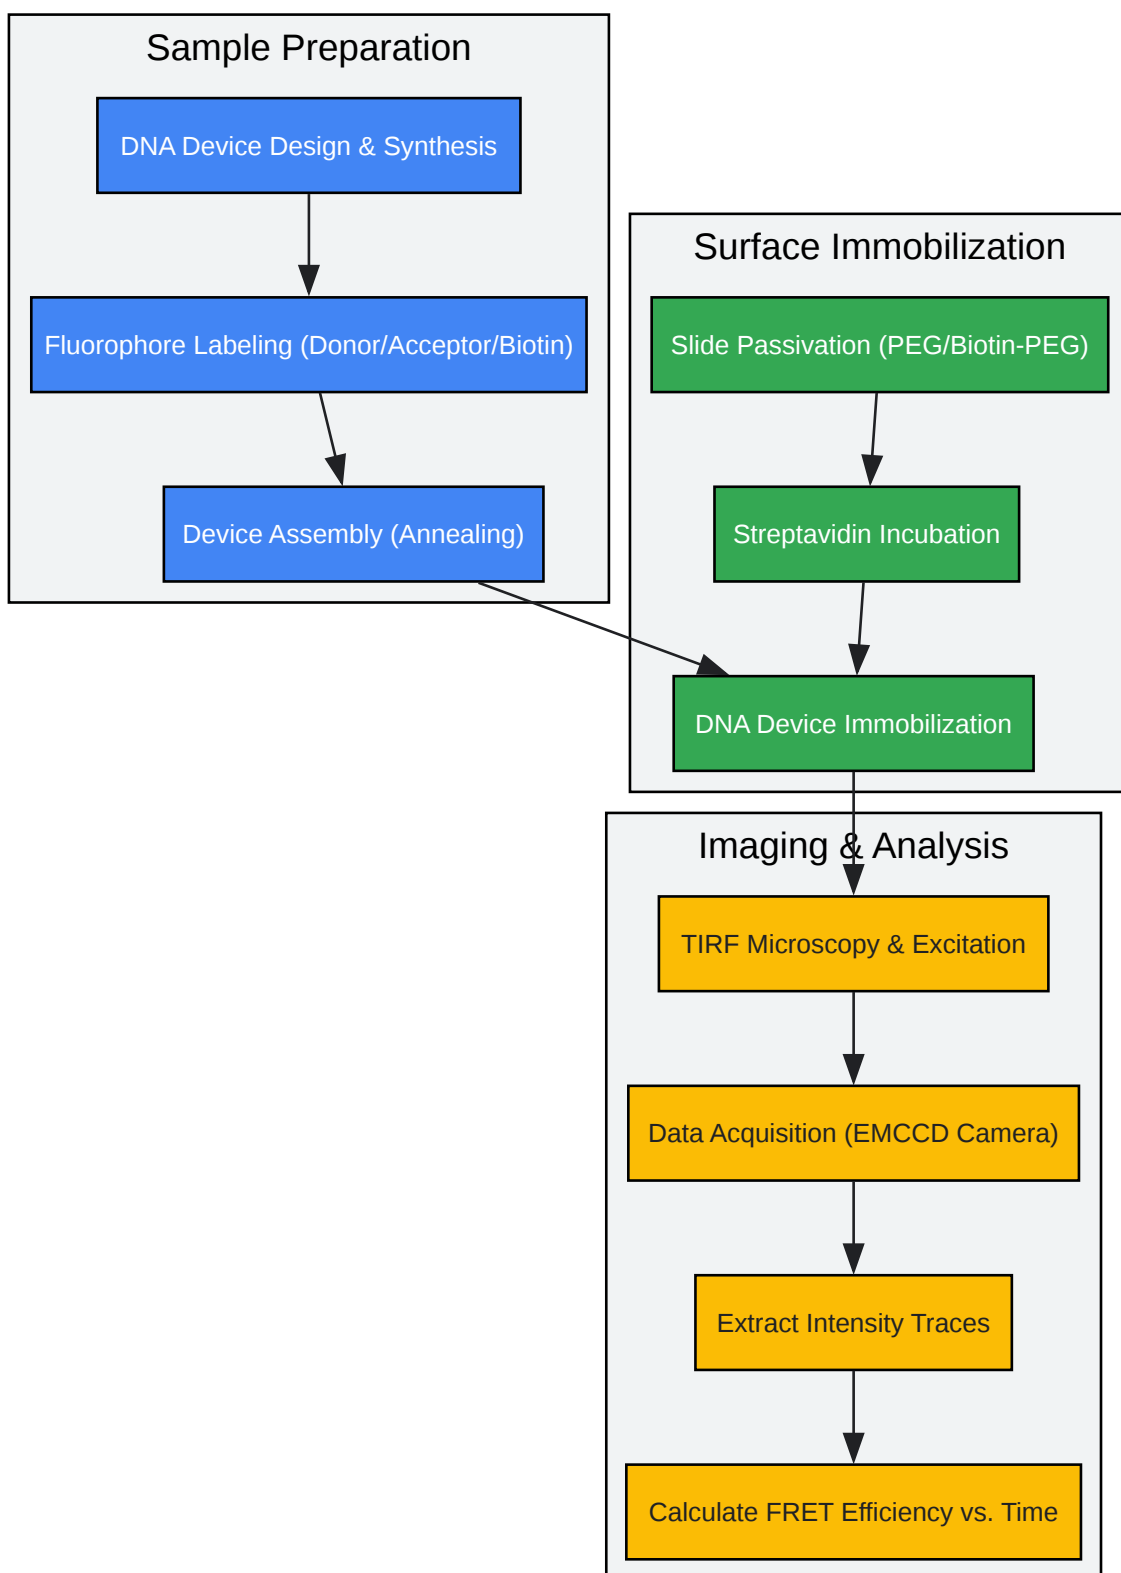 Sample Preparation
DNA Device Design & Synthesis
Fluorophore Labeling (Donor/Acceptor/Biotin)
Device Assembly (Annealing)
Surface Immobilization
Slide Passivation (PEG/Biotin-PEG)
Streptavidin Incubation
DNA Device Immobilization
Imaging & Analysis
TIRF Microscopy & Excitation
Data Acquisition (EMCCD Camera)
Extract Intensity Traces
Calculate FRET Efficiency vs. Time